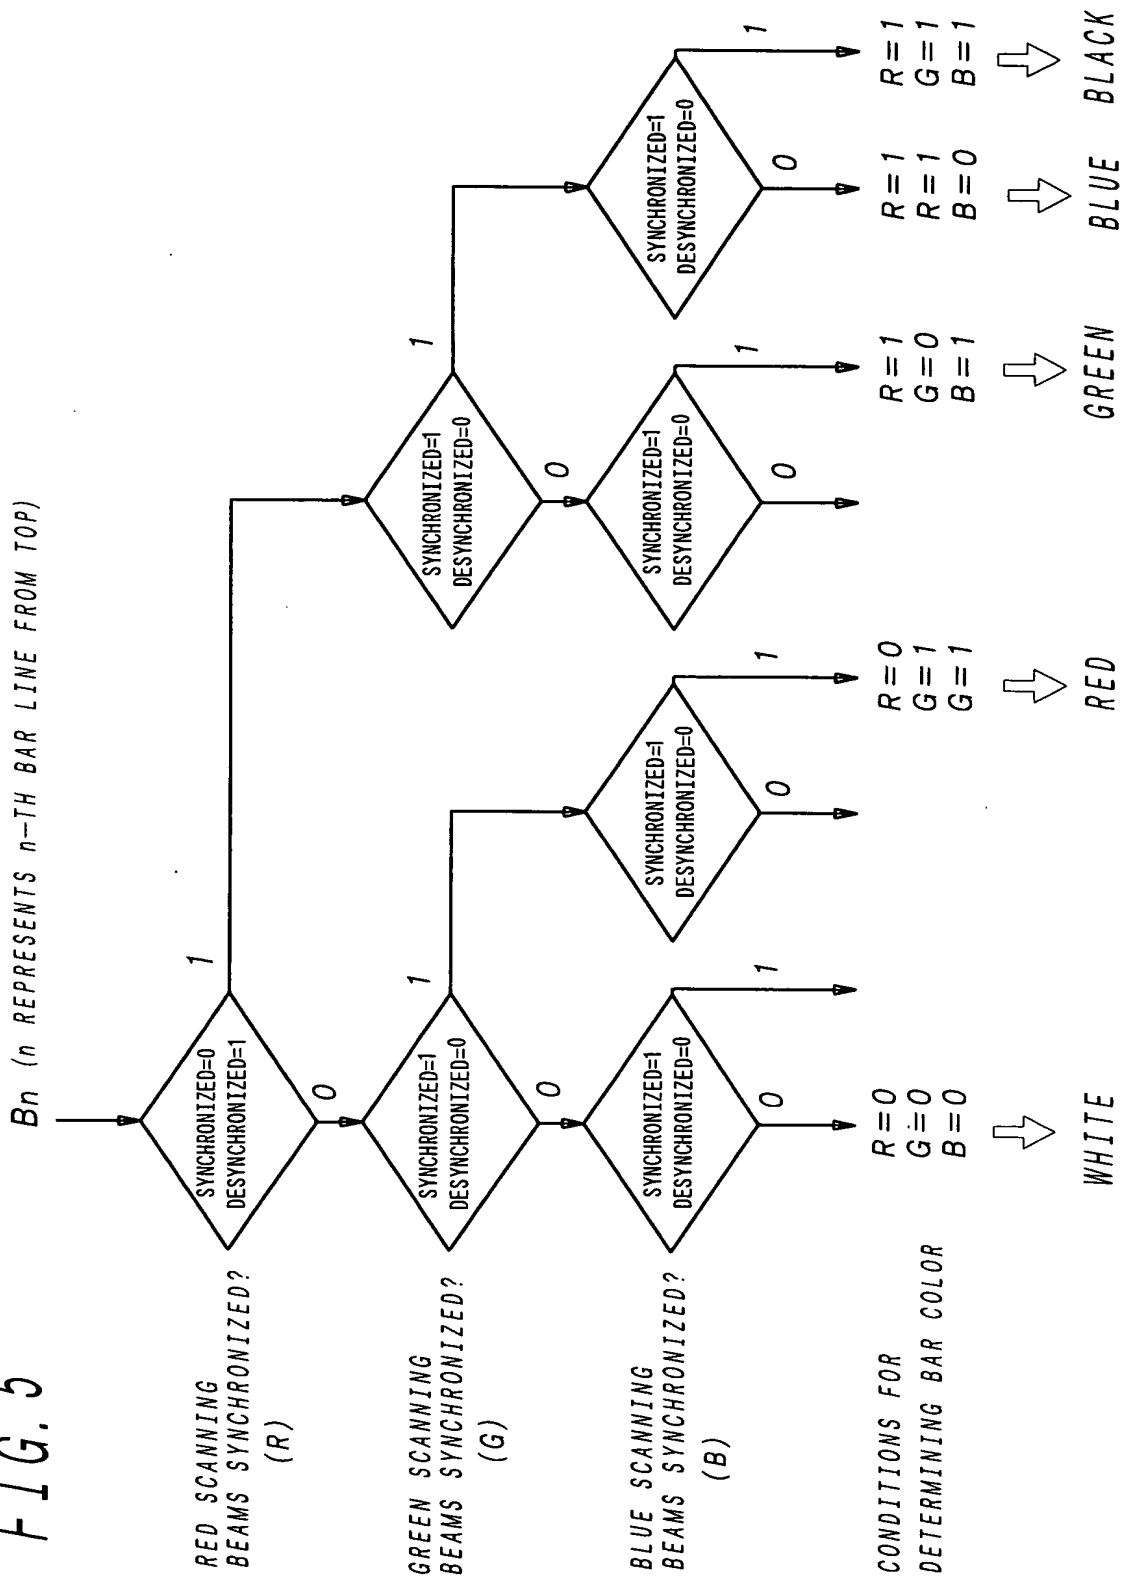 FIG. 5
Bn (n REPRESENTS n-TH BAR LINE FROM TOP)
RED SCANNING
BEAMS SYNCHRONIZED?
(R)
SYNCHRONIZED=0
DESYNCHRONIZED=1
1
0
GREEN SCANNING
BEAMS SYNCHRONIZED?
(G)
SYNCHRONIZED=1
DESYNCHRONIZED=0
1
0
SYNCHRONIZED=1
DESYNCHRONIZED=0
1
0
BLUE SCANNING
BEAMS SYNCHRONIZED?
(B)
SYNCHRONIZED=1
DESYNCHRONIZED=0
1
0
SYNCHRONIZED=1
DESYNCHRONIZED=0
1
0
SYNCHRONIZED=1
DESYNCHRONIZED=0
1
0
SYNCHRONIZED=1
DESYNCHRONIZED=0
1
0
CONDITIONS FOR
DETERMINING BAR COLOR
R=0
G=0
B=0
WHITE
R=0
G=1
G=1
RED
R=1
G=0
B=1
GREEN
R=1
R=1
B=0
BLUE
R=1
G=1
B=1
BLACK